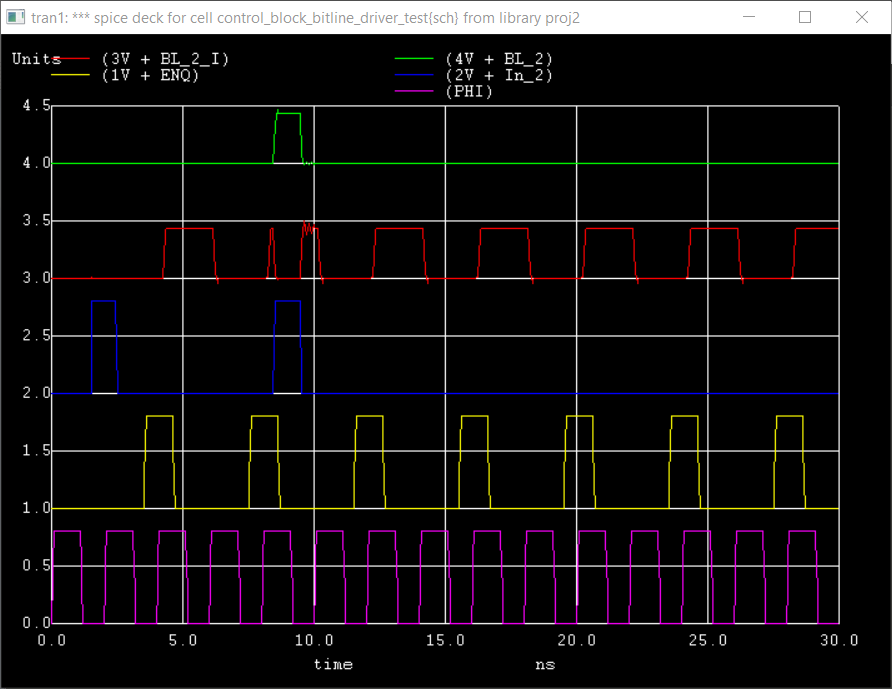 tran1: *** spice deck for cell control_block_bitline_driver_test{sch} from library proj2
Units (3V + BL_2_I) (4V + BL_2)
(1V + ENQ) (2V + In_2)
(PHI)
4.5
4.0
3.5
3.0
2.5
2.0
1.5
1.0
0.5
0.0
0.0 5.0 10.0 15.0 20.0 25.0 30.0
time ns